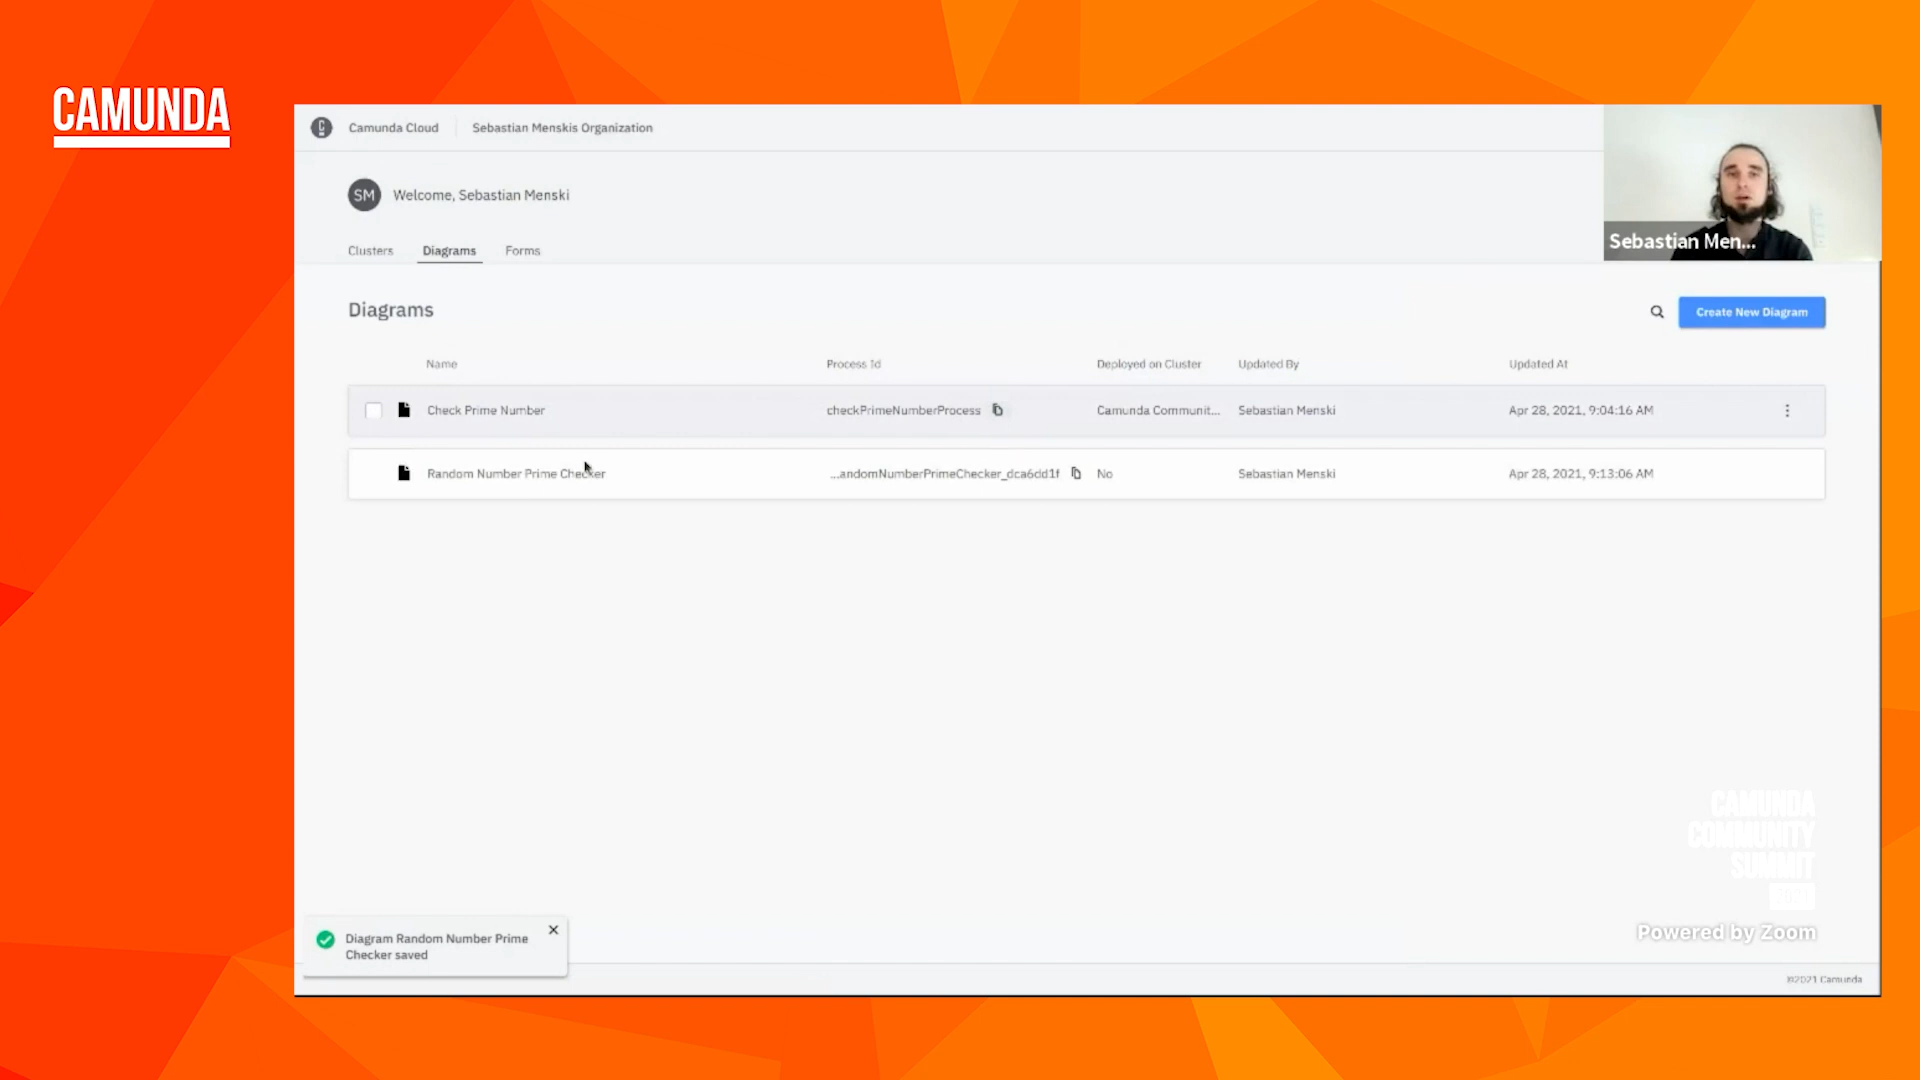 CAMUNDA
Camunda Cloud
Sebastian Menskis Organization
SM
Welcome, Sebastian Menski
Sebastian Men...
Clusters
Diagrams
Forms
Diagrams
Create New Diagram
Name
Process Id
Deployed on Cluster
Updated By
Updated At
Check Prime Number
checkPrimeNumberProcess
Camunda Communit...
Sebastian Menski
Apr 28, 2021, 9:04:16 AM
Random Number Prime Checker
...andomNumberPrimeChecker_dca6dd1f
No
Sebastian Menski
Apr 28, 2021, 9:13:06 AM
CAMUNDA
COMMUNITY
SUMMIT
Powered by Zoom
Diagram Random Number Prime
Checker saved
©2021 Camunda